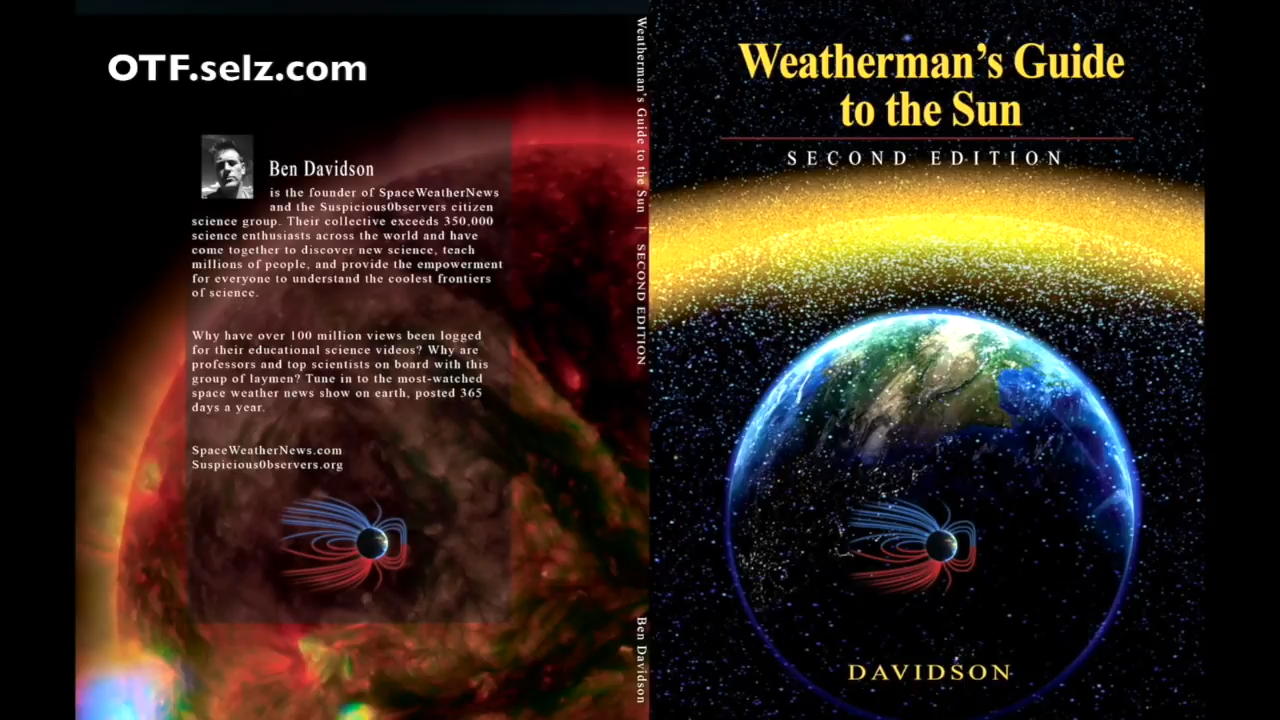 OTF.selz.com
Ben Davidson
is the founder of SpaceWeatherNews
and the Suspicious0bservers citizen
science group. Their collective exceeds 350,000
science enthusiasts across the world and have
come together to discover new science, teach
millions of people, and provide the empowerment
for everyone to understand the coolest frontiers
of science.
Why have over 100 million views been logged
for their educational science videos? Why are
professors and top scientists on board with this
group of laymen? Tune in to the most-watched
space weather news show on earth, posted 365
days a year.
SpaceWeatherNews.com
Suspicious0bservers.org
Weatherman's Guide to the Sun | SECOND EDITION
Ben Davidson
Weatherman's Guide
to the Sun
SECOND EDITION
DAVIDSON